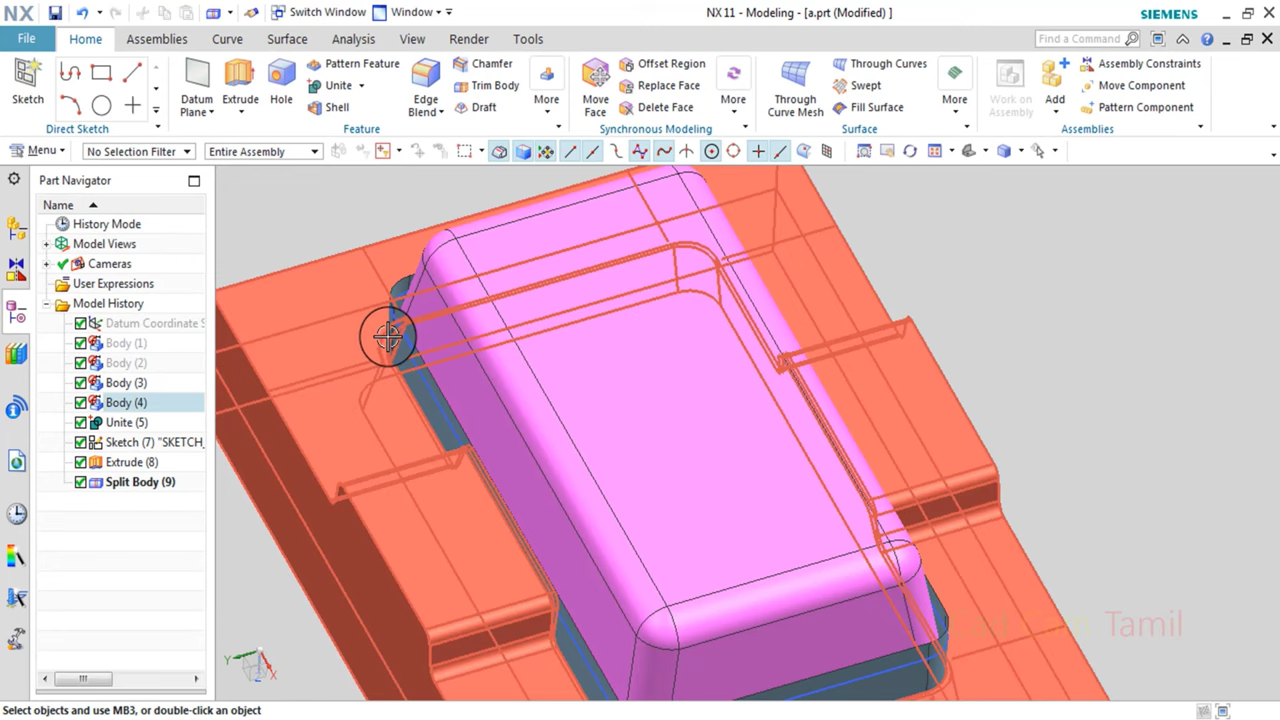 NX Switch Window Window NX 11 - Modeling - [a.prt (Modified) ] SIEMENS
File Home Assemblies Curve Surface Analysis View Render Tools Find a Command
Sketch Datum Plane Extrude Hole Pattern Feature Unite Shell Edge Blend Chamfer Trim Body Draft More Move Face Offset Region Replace Face Delete Face More Through Curve Mesh Through Curves Swept Fill Surface More Work on Assembly Add Assembly Constraints Move Component Pattern Component
Direct Sketch Feature Synchronous Modeling Surface Assemblies
Menu No Selection Filter Entire Assembly
Part Navigator
Name
History Mode
Model Views
Cameras
User Expressions
Model History
Datum Coordinate S
Body (1)
Body (2)
Body (3)
Body (4)
Unite (5)
Sketch (7) "SKETCH_
Extrude (8)
Split Body (9)
Tamil
Y X Z
Select objects and use MB3, or double-click an object